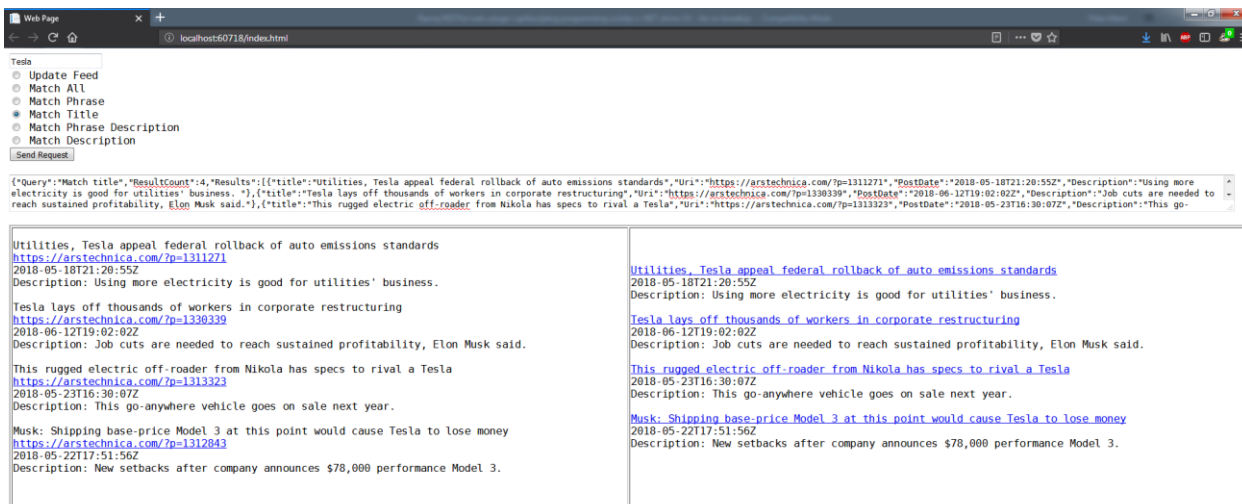 Web Page
localhost:60718/index.html
Tesla
Update Feed
Match All
Match Phrase
Match Title
Match Phrase Description
Match Description
Send Request
{"Query":"Match title","ResultCount":4,"Results":[{"title":"Utilities, Tesla appeal federal rollback of auto emissions standards","Uri":"https://arstechnica.com/?p=1311271","PostDate":"2018-05-18T21:20:55Z","Description":"Using more
electricity is good for utilities' business. "},{"title":"Tesla lays off thousands of workers in corporate restructuring","Uri":"https://arstechnica.com/?p=1330339","PostDate":"2018-06-12T19:02:02Z","Description":"Job cuts are needed to
reach sustained profitability, Elon Musk said."},{"title":"This rugged electric off-roader from Nikola has specs to rival a Tesla","Uri":"https://arstechnica.com/?p=1313323","PostDate":"2018-05-23T16:30:07Z","Description":"This go-
Utilities, Tesla appeal federal rollback of auto emissions standards
https://arstechnica.com/?p=1311271
2018-05-18T21:20:55Z
Description: Using more electricity is good for utilities' business.
Tesla lays off thousands of workers in corporate restructuring
https://arstechnica.com/?p=1330339
2018-06-12T19:02:02Z
Description: Job cuts are needed to reach sustained profitability, Elon Musk said.
This rugged electric off-roader from Nikola has specs to rival a Tesla
https://arstechnica.com/?p=1313323
2018-05-23T16:30:07Z
Description: This go-anywhere vehicle goes on sale next year.
Musk: Shipping base-price Model 3 at this point would cause Tesla to lose money
https://arstechnica.com/?p=1312843
2018-05-22T17:51:56Z
Description: New setbacks after company announces $78,000 performance Model 3.
Utilities, Tesla appeal federal rollback of auto emissions standards
2018-05-18T21:20:55Z
Description: Using more electricity is good for utilities' business.
Tesla lays off thousands of workers in corporate restructuring
2018-06-12T19:02:02Z
Description: Job cuts are needed to reach sustained profitability, Elon Musk said.
This rugged electric off-roader from Nikola has specs to rival a Tesla
2018-05-23T16:30:07Z
Description: This go-anywhere vehicle goes on sale next year.
Musk: Shipping base-price Model 3 at this point would cause Tesla to lose money
2018-05-22T17:51:56Z
Description: New setbacks after company announces $78,000 performance Model 3.